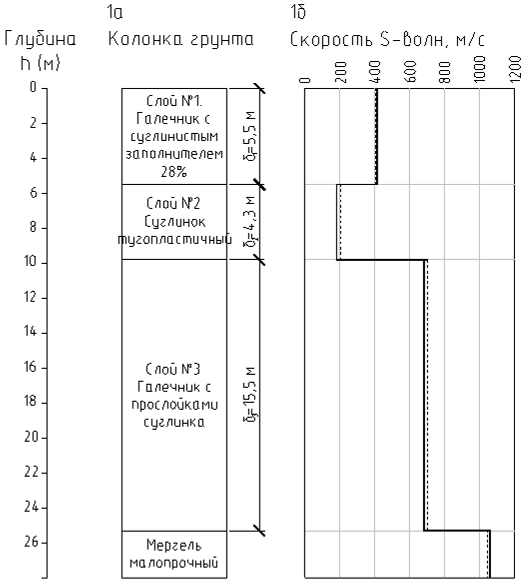 1а
1б
Глубина
h (м)
Колонка грунта
Скорость S-волн, м/с
0
200
400
600
800
1000
1200
0
2
4
6
8
10
12
14
16
18
20
22
24
26
Слой №1.
Галечник с
суглинистым
заполнителем
28%
δ₁=5,5 м
Слой №2
Суглинок
тугопластичный
δ₂=4,3 м
Слой №3
Галечник с
прослойками
суглинка
δ₃=15,5 м
Мергель
малопрочный